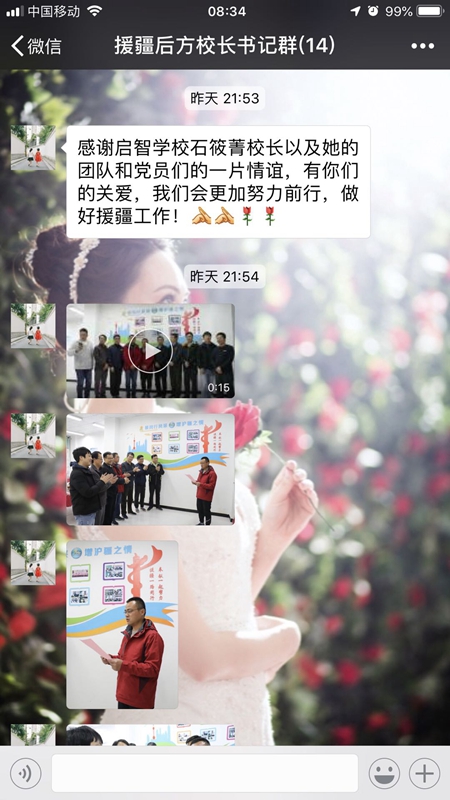 中国移动
08:34
99%
微信
援疆后方校长书记群(14)
昨天 21:53
感谢启智学校石筱菁校长以及她的
团队和党员们的一片情谊，有你们
的关爱，我们会更加努力前行，做
好援疆工作！
昨天 21:54
0:15
沪疆之情